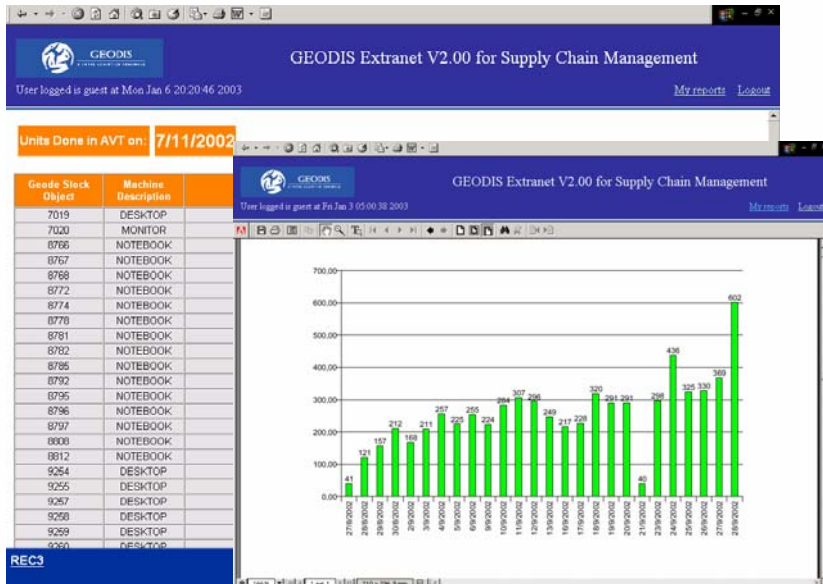 GEODIS
GEODIS Extranet V2.00 for Supply Chain Management
User logged is guest at Mon Jan 6 20:20:46 2003
My reports Logout
Units Done in AVT on: 7/11/2002
Geode Stock Object Machine Description
7019 DESKTOP
7020 MONITOR
8766 NOTEBOOK
8767 NOTEBOOK
8768 NOTEBOOK
8772 NOTEBOOK
8774 NOTEBOOK
8778 NOTEBOOK
8781 NOTEBOOK
8782 NOTEBOOK
8785 NOTEBOOK
8792 NOTEBOOK
8795 NOTEBOOK
8796 NOTEBOOK
8797 NOTEBOOK
8808 NOTEBOOK
8812 NOTEBOOK
9254 DESKTOP
9255 DESKTOP
9257 DESKTOP
9258 DESKTOP
9259 DESKTOP
9260 DESKTOP
REC3
GEODIS
GEODIS Extranet V2.00 for Supply Chain Management
User logged is guest at Fri Jan 3 05:00:38 2003
My reports Logout
700,00
600,00
500,00
400,00
300,00
200,00
100,00
0,00
41 121 157 212 168 211 257 225 255 224 284 307 296 249 217 228 320 291 291 40 298 436 325 330 369 602
27/8/2002 28/8/2002 29/8/2002 30/8/2002 2/9/2002 3/9/2002 4/9/2002 5/9/2002 6/9/2002 9/9/2002 10/9/2002 11/9/2002 12/9/2002 13/9/2002 16/9/2002 17/9/2002 18/9/2002 19/9/2002 20/9/2002 21/9/2002 23/9/2002 24/9/2002 25/9/2002 26/9/2002 27/9/2002 28/9/2002